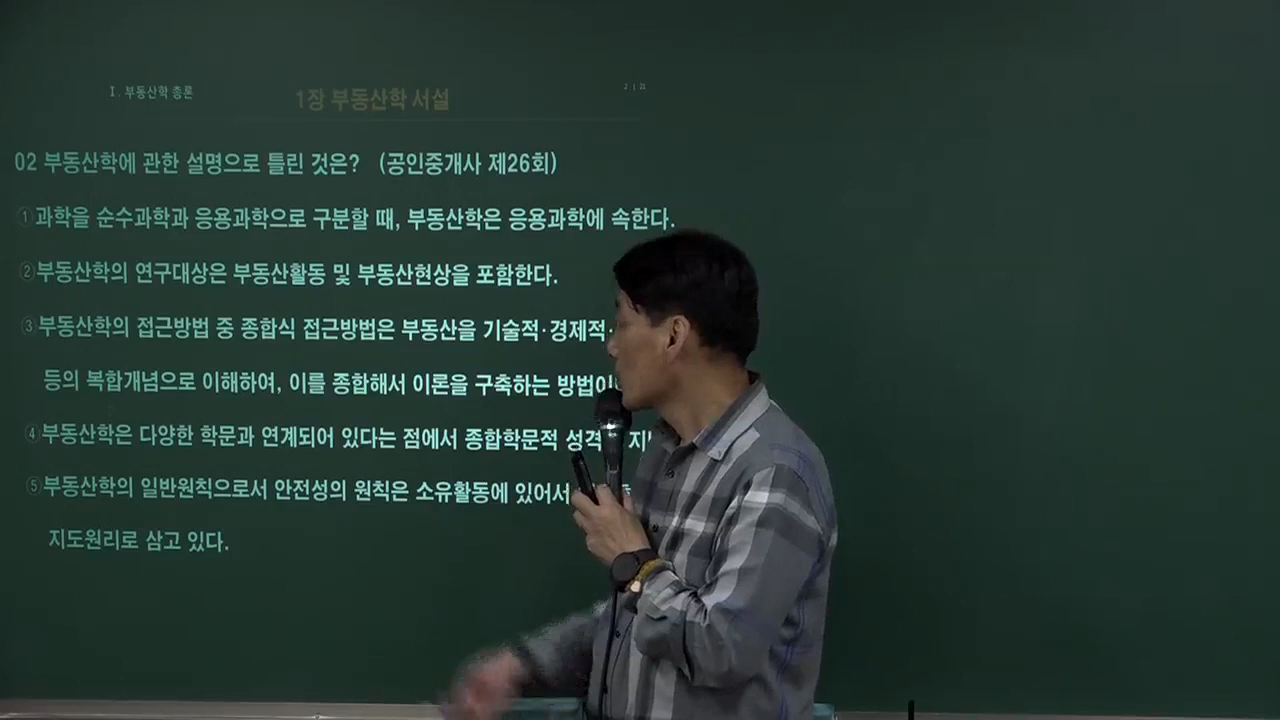 Ⅰ. 부동산학 총론
1장 부동산학 서설
2 | 21
02 부동산학에 관한 설명으로 틀린 것은? (공인중개사 제26회)
①과학을 순수과학과 응용과학으로 구분할 때, 부동산학은 응용과학에 속한다.
②부동산학의 연구대상은 부동산활동 및 부동산현상을 포함한다.
③부동산학의 접근방법 중 종합식 접근방법은 부동산을 기술적·경제적·
등의 복합개념으로 이해하여, 이를 종합해서 이론을 구축하는
④부동산학은 다양한 학문과 연계되어 있다는 점에서 종합학문적
⑤부동산학의 일반원칙으로서 안전성의 원칙은 소유활동에 있어서
지도원리로 삼고 있다.